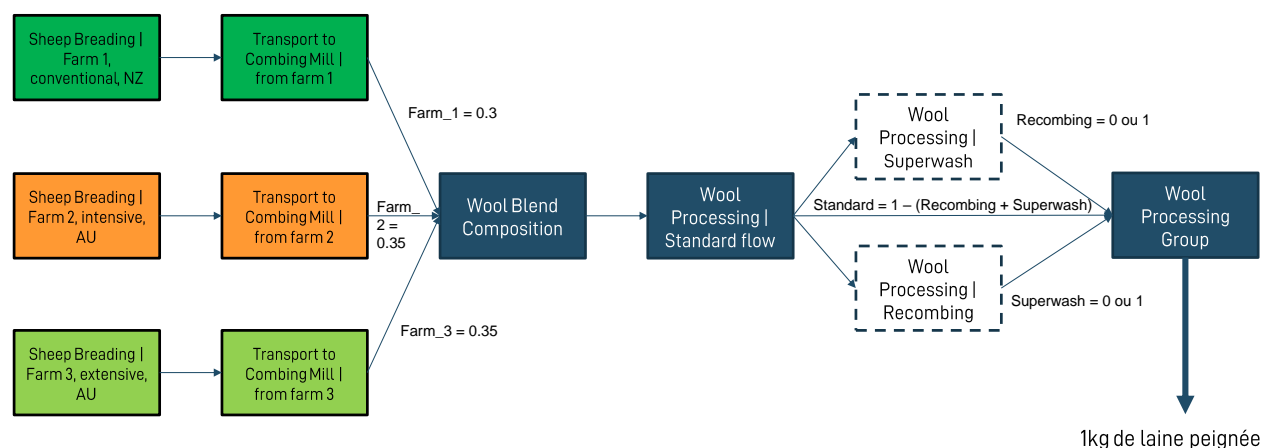 Sheep Breading |
Farm 1,
conventional, NZ
Transport to
Combing Mill |
from farm 1
Farm_1 = 0.3
Sheep Breading |
Farm 2, intensive,
AU
Transport to
Combing Mill |
from farm 2
Farm_
2 =
0.35
Sheep Breading |
Farm 3, extensive,
AU
Transport to
Combing Mill |
from farm 3
Farm_3 = 0.35
Wool Blend
Composition
Wool
Processing |
Standard flow
Wool
Processing |
Superwash
Recombing = 0 ou 1
Standard = 1 – (Recombing + Superwash)
Wool
Processing |
Recombing
Superwash = 0 ou 1
Wool
Processing
Group
1kg de laine peignée